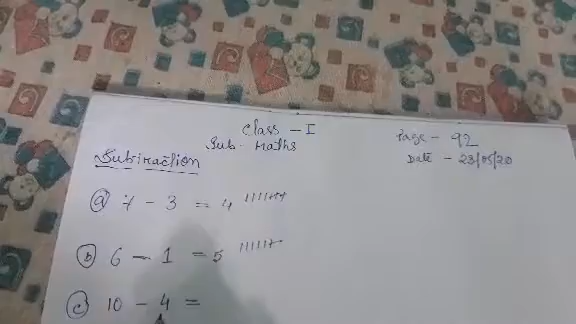 Class - I
Page - 92
Sub - Maths
Date - 23/05/20
Subtraction
(a) 7 - 3 = 4
(b) 6 - 1 = 5
(c) 10 - 4 =